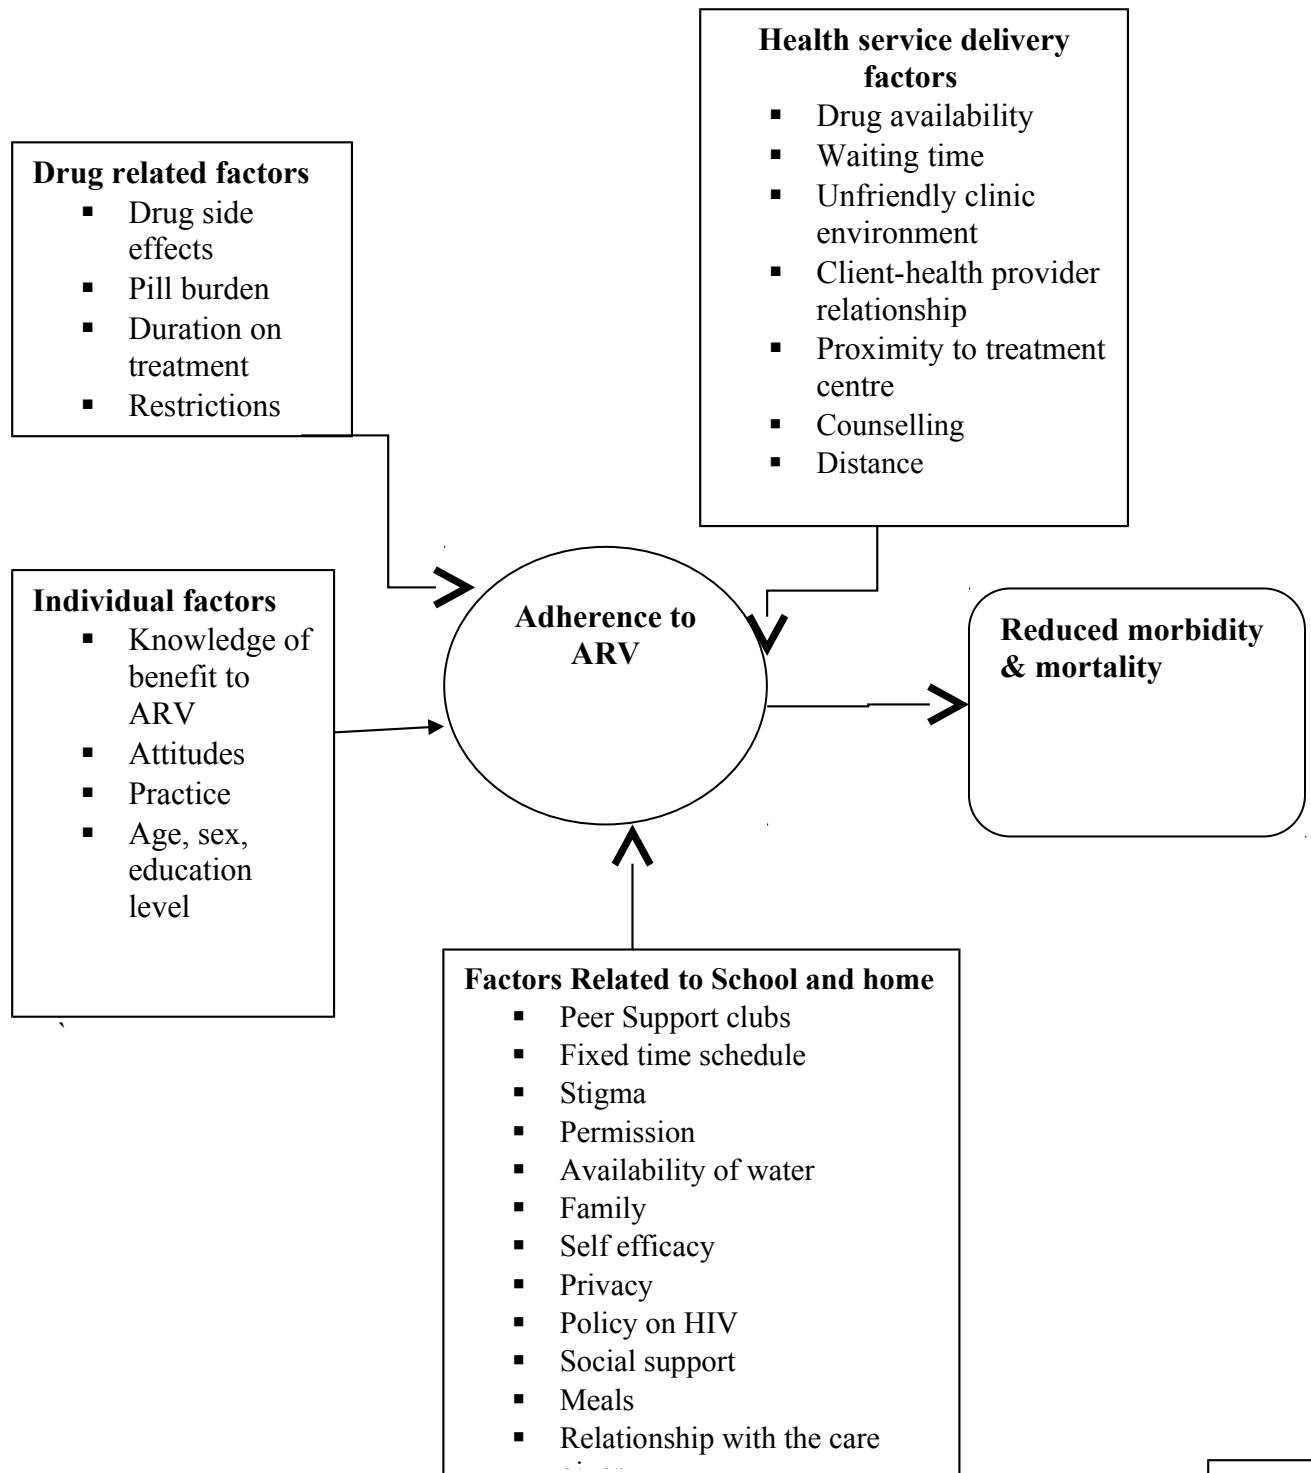 Health service delivery
factors
▪ Drug availability
▪ Waiting time
▪ Unfriendly clinic
environment
▪ Client-health provider
relationship
▪ Proximity to treatment
centre
▪ Counselling
▪ Distance
Drug related factors
▪ Drug side
effects
▪ Pill burden
▪ Duration on
treatment
▪ Restrictions
Individual factors
▪ Knowledge of
benefit to
ARV
▪ Attitudes
▪ Practice
▪ Age, sex,
education
level
Adherence to
ARV
Reduced morbidity
& mortality
Factors Related to School and home
▪ Peer Support clubs
▪ Fixed time schedule
▪ Stigma
▪ Permission
▪ Availability of water
▪ Family
▪ Self efficacy
▪ Privacy
▪ Policy on HIV
▪ Social support
▪ Meals
▪ Relationship with the care